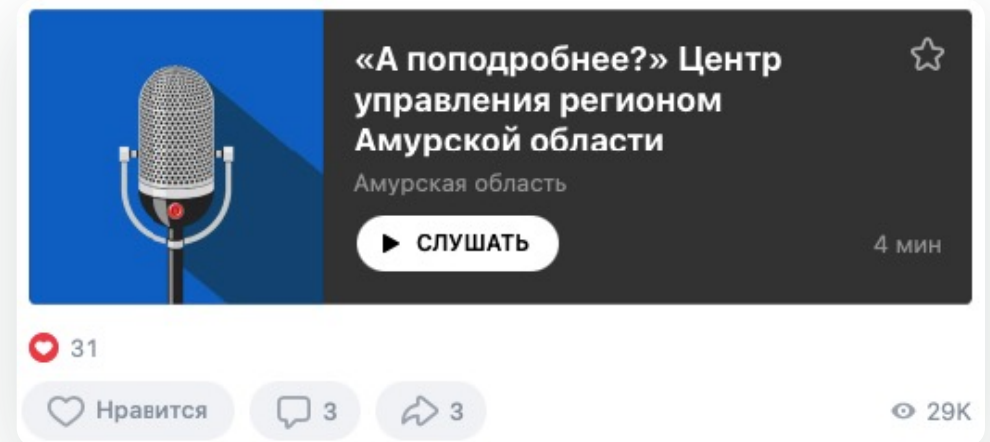 «А поподробнее?» Центр
управления регионом
Амурской области
Амурская область
СЛУШАТЬ
4 мин
31
Нравится
3
3
29K